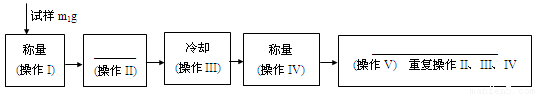 试样 m₁g
称量
(操作 I)
(操作 II)
冷却
(操作 III)
称量
(操作 IV)
(操作 V) 重复操作 II、III、IV